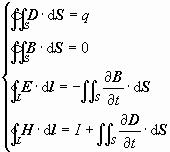 ∯_S D · dS = q
∯_S B · dS = 0
∮_L E · dl = −∬_S ∂B/∂t · dS
∮_L H · dl = I + ∬_S ∂D/∂t · dS